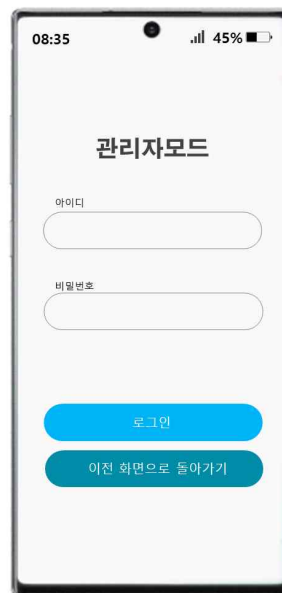 08:35 45%
관리자모드
아이디
비밀번호
로그인
이전 화면으로 돌아가기